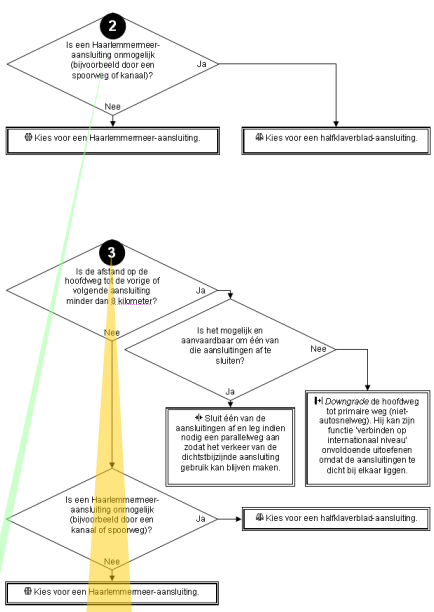 2
Is een Haarlemmermeer-
aansluiting onmogelijk
(bijvoorbeeld door een
spoorweg of kanaal)?
Ja
Nee
Kies voor een Haarlemmermeer-aansluiting.
Kies voor een halfklaverblad-aansluiting.
3
Is de afstand op de
hoofdweg tot de vorige of
volgende aansluiting
minder dan 3 kilometer?
Ja
Nee
Is het mogelijk en
aanvaardbaar om één van
die aansluitingen af te
sluiten?
Nee
Ja
Sluit één van de
aansluitingen af en leg indien
nodig een parallelweg aan
zodat het verkeer van de
dichtstbijzijnde aansluiting
gebruik kan blijven maken.
Downgrade de hoofdweg
tot primaire weg (niet-
autosnelweg). Hij kan zijn
functie 'verbinden op
internationaal niveau'
onvoldoende uitoefenen
omdat de aansluitingen te
dicht bij elkaar liggen.
Is een Haarlemmermeer-
aansluiting onmogelijk
(bijvoorbeeld door een
kanaal of spoorweg)?
Ja
Nee
Kies voor een halfklaverblad-aansluiting.
Kies voor een Haarlemmermeer-aansluiting.